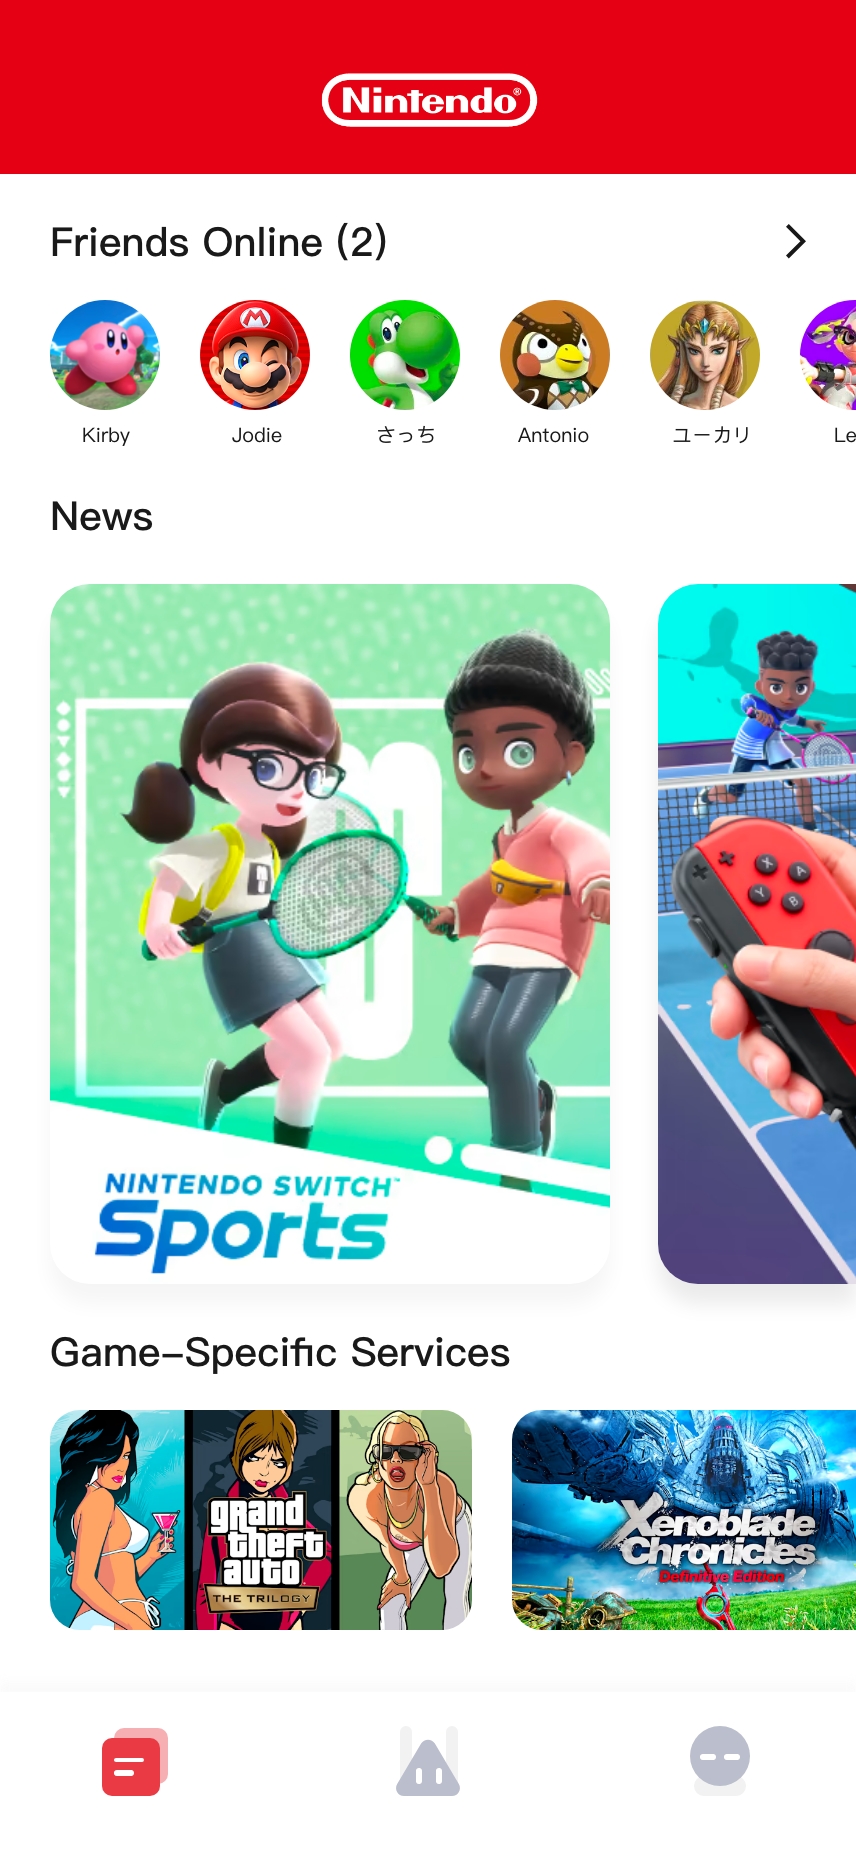 Nintendo®
Friends Online (2)
Kirby
Jodie
さっち
Antonio
ユーカリ
Le
News
NINTENDO SWITCH™
Sports
X
A
Y
B
Game-Specific Services
grand
theft
auto
THE TRILOGY
Xenoblade
Chronicles
Definitive Edition